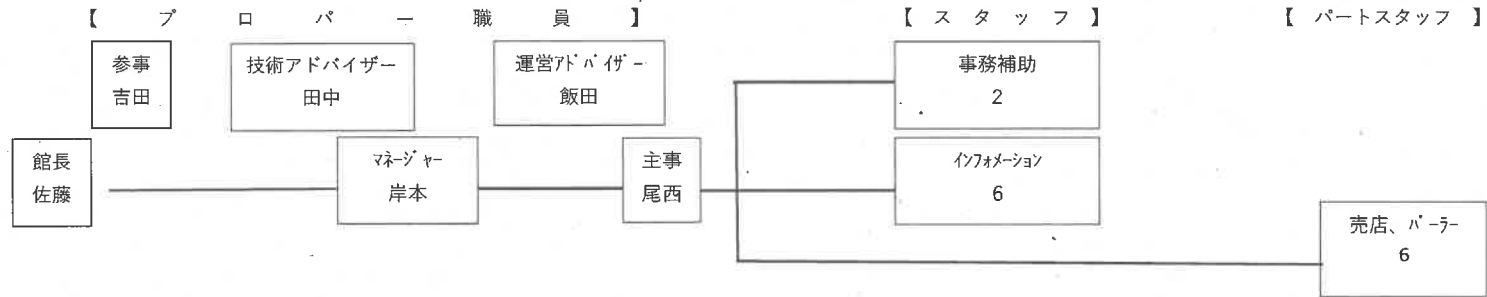 【 プ ロ パ ー 職 員 】
【 ス タ ッ フ 】
【 パートスタッフ 】
参事
吉田
技術アドバイザー
田中
運営ｱﾄﾞﾊﾞｲｻﾞｰ
飯田
事務補助
2
館長
佐藤
ﾏﾈｰｼﾞｬｰ
岸本
主事
尾西
ｲﾝﾌｫﾒｰｼｮﾝ
6
売店、ﾊﾟｰﾗｰ
6